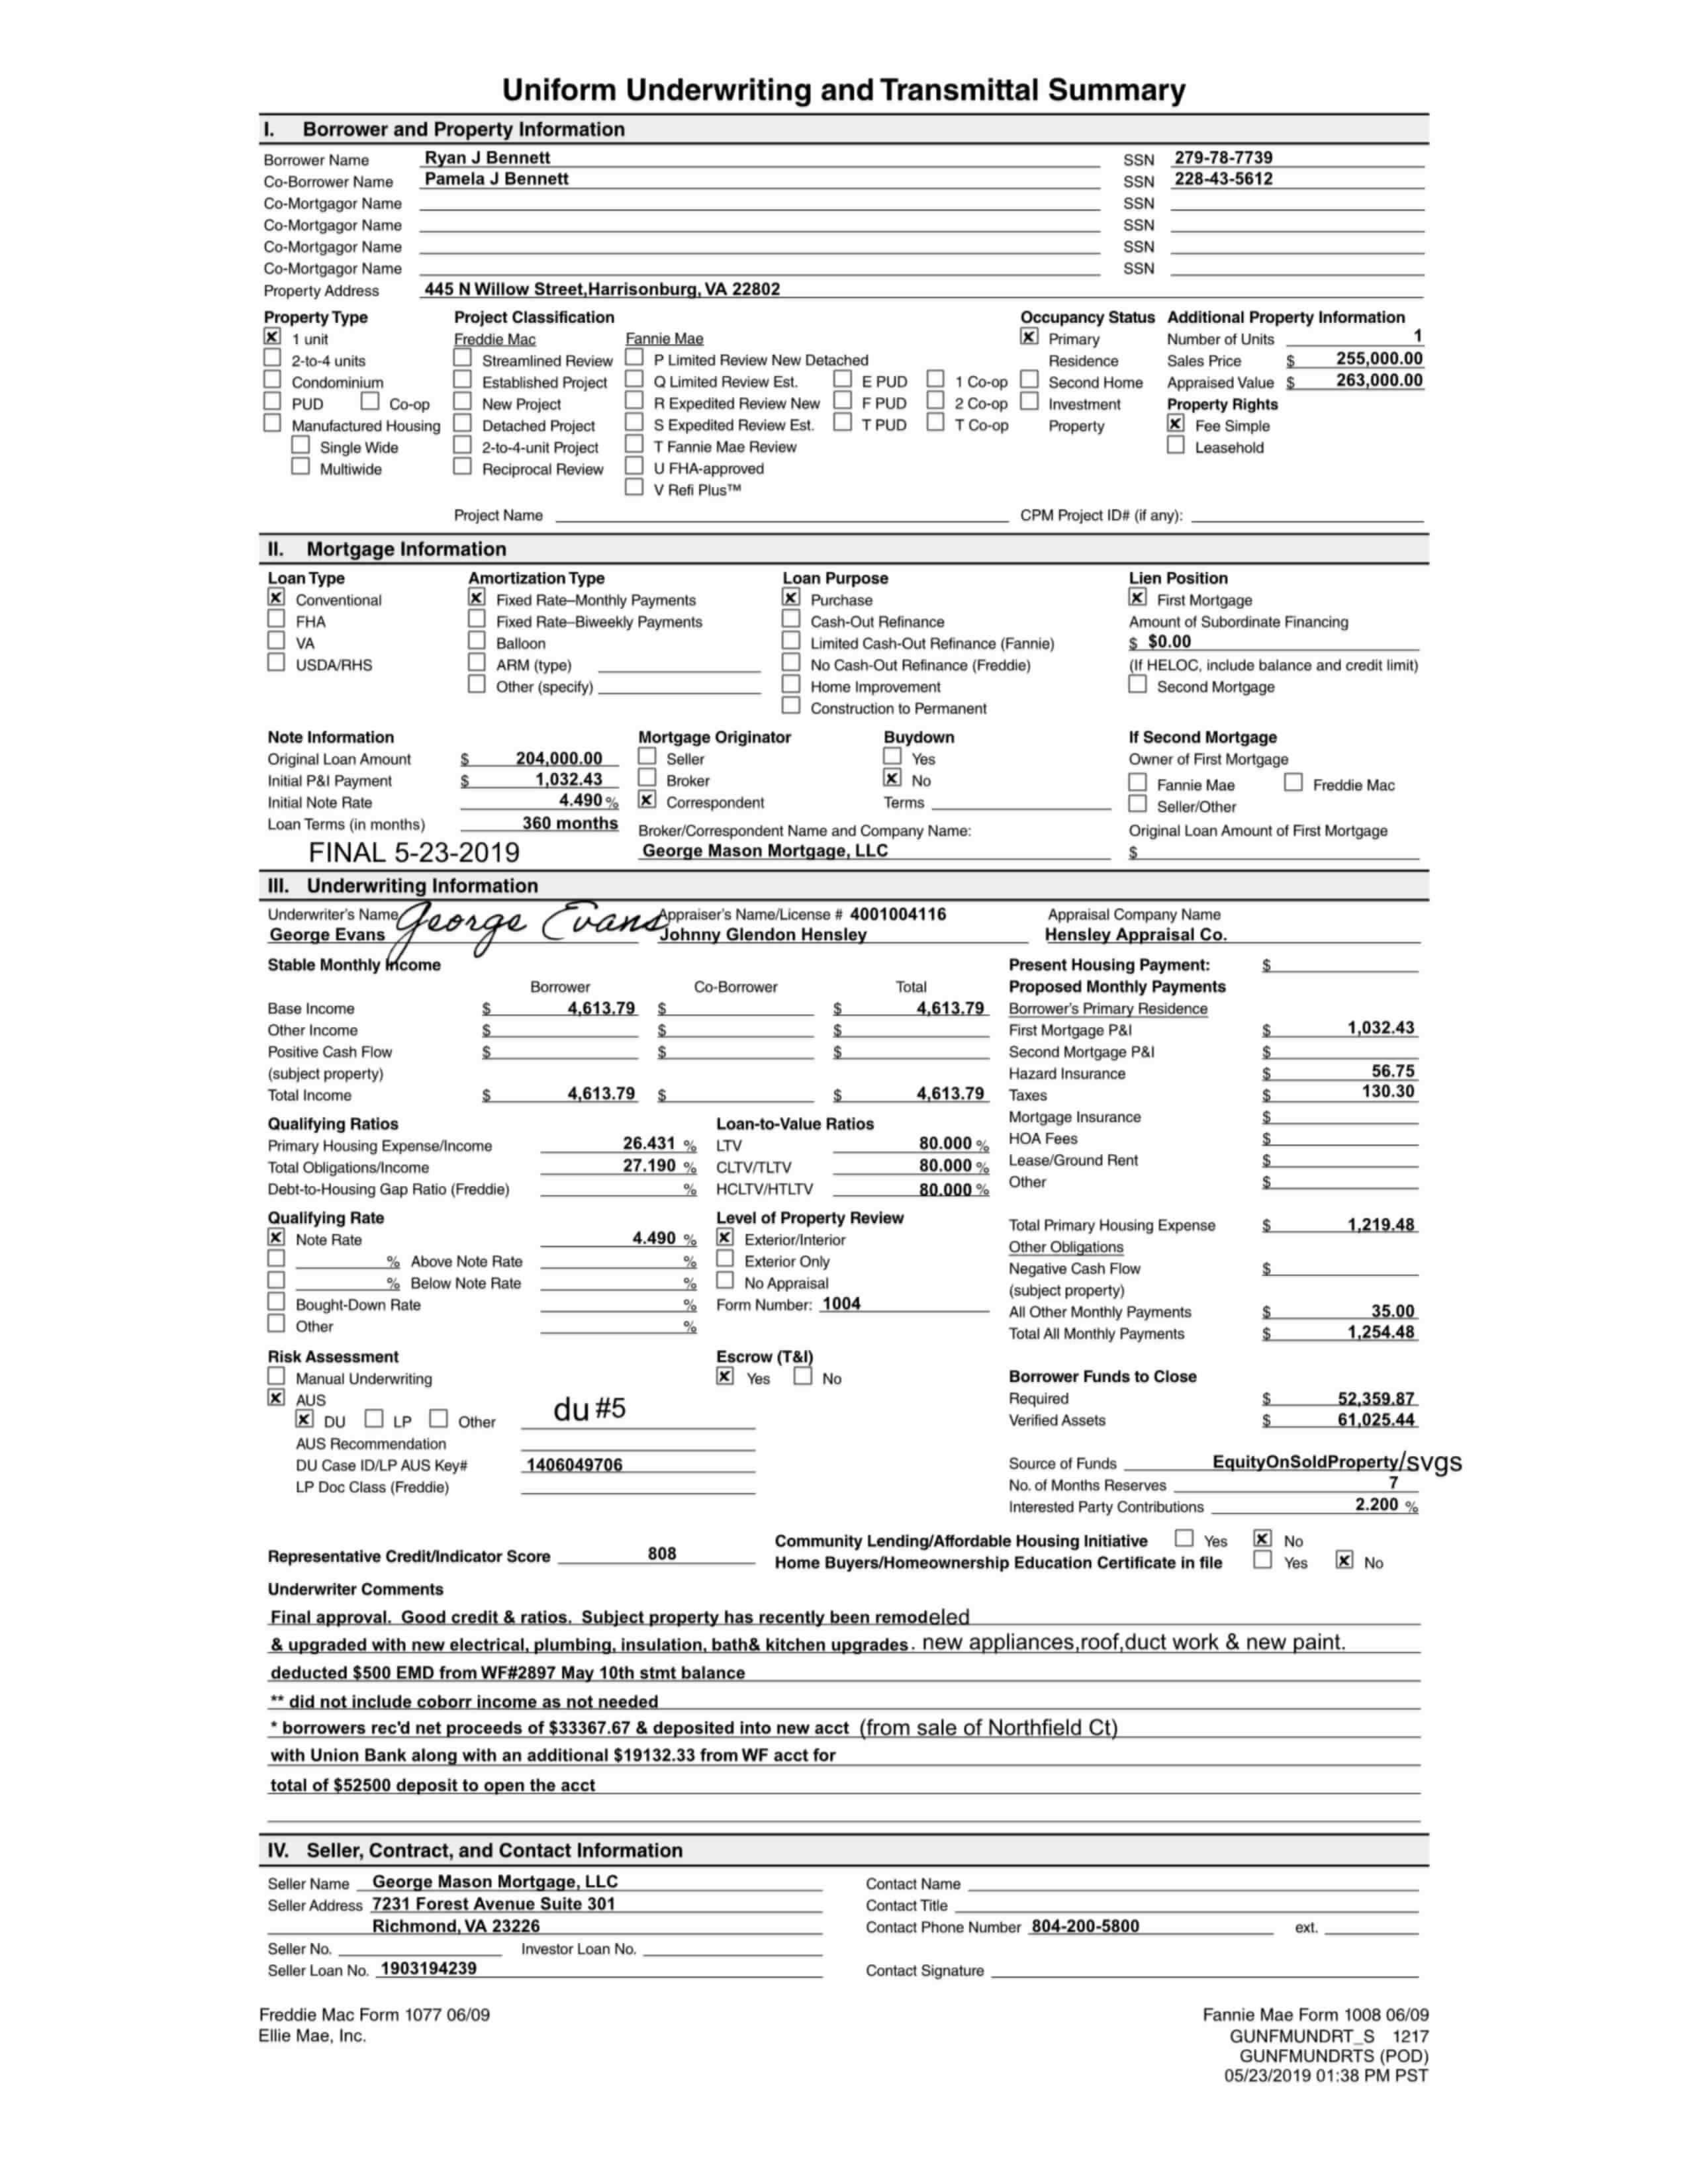 Uniform Underwriting and Transmittal Summary
I. Borrower and Property Information
Borrower Name Ryan J Bennett SSN 279-78-7739
Co-Borrower Name Pamela J Bennett SSN 228-43-5612
Co-Mortgagor Name SSN
Co-Mortgagor Name SSN
Co-Mortgagor Name SSN
Co-Mortgagor Name SSN
Property Address 445 N Willow Street,Harrisonburg, VA 22802
Property Type Project Classification Occupancy Status Additional Property Information
1 unit Freddie Mac Fannie Mae Primary Number of Units 1
2-to-4 units Streamlined Review P Limited Review New Detached Residence Sales Price $ 255,000.00
Condominium Established Project Q Limited Review Est. E PUD 1 Co-op Second Home Appraised Value $ 263,000.00
PUD Co-op New Project R Expedited Review New F PUD 2 Co-op Investment Property Rights
Manufactured Housing Detached Project S Expedited Review Est. T PUD T Co-op Property Fee Simple
Single Wide 2-to-4-unit Project T Fannie Mae Review Leasehold
Multiwide Reciprocal Review U FHA-approved
V Refi Plus™
Project Name CPM Project ID# (if any):
II. Mortgage Information
Loan Type Amortization Type Loan Purpose Lien Position
Conventional Fixed Rate–Monthly Payments Purchase First Mortgage
FHA Fixed Rate–Biweekly Payments Cash-Out Refinance Amount of Subordinate Financing
VA Balloon Limited Cash-Out Refinance (Fannie) $ $0.00
USDA/RHS ARM (type) No Cash-Out Refinance (Freddie) (If HELOC, include balance and credit limit)
Other (specify) Home Improvement Second Mortgage
Construction to Permanent
Note Information Mortgage Originator Buydown If Second Mortgage
Original Loan Amount $ 204,000.00 Seller Yes Owner of First Mortgage
Initial P&I Payment $ 1,032.43 Broker No Fannie Mae Freddie Mac
Initial Note Rate 4.490 % Correspondent Terms Seller/Other
Loan Terms (in months) 360 months Broker/Correspondent Name and Company Name: Original Loan Amount of First Mortgage
FINAL 5-23-2019 George Mason Mortgage, LLC $
III. Underwriting Information
Underwriter's Name George Evans Appraiser's Name/License # 4001004116 Appraisal Company Name
George Evans Johnny Glendon Hensley Hensley Appraisal Co.
Stable Monthly Income Present Housing Payment: $
Borrower Co-Borrower Total Proposed Monthly Payments
Base Income $ 4,613.79 $ $ 4,613.79 Borrower's Primary Residence
Other Income $ $ $ First Mortgage P&I $ 1,032.43
Positive Cash Flow $ $ $ Second Mortgage P&I $
(subject property) Hazard Insurance $ 56.75
Total Income $ 4,613.79 $ $ 4,613.79 Taxes $ 130.30
Qualifying Ratios Loan-to-Value Ratios Mortgage Insurance $
Primary Housing Expense/Income 26.431 % LTV 80.000 % HOA Fees $
Total Obligations/Income 27.190 % CLTV/TLTV 80.000 % Lease/Ground Rent $
Debt-to-Housing Gap Ratio (Freddie) % HCLTV/HTLTV 80.000 % Other $
Qualifying Rate Level of Property Review Total Primary Housing Expense $ 1,219.48
Note Rate 4.490 % Exterior/Interior Other Obligations
% Above Note Rate % Exterior Only Negative Cash Flow $
% Below Note Rate % No Appraisal (subject property)
Bought-Down Rate % Form Number: 1004 All Other Monthly Payments $ 35.00
Other % Total All Monthly Payments $ 1,254.48
Risk Assessment Escrow (T&I)
Manual Underwriting Yes No Borrower Funds to Close
AUS Required $ 52,359.87
DU LP Other du #5 Verified Assets $ 61,025.44
AUS Recommendation
DU Case ID/LP AUS Key# 1406049706 Source of Funds EquityOnSoldProperty/svgs
LP Doc Class (Freddie) No. of Months Reserves 7
Interested Party Contributions 2.200 %
Community Lending/Affordable Housing Initiative Yes No
Representative Credit/Indicator Score 808 Home Buyers/Homeownership Education Certificate in file Yes No
Underwriter Comments
Final approval. Good credit & ratios. Subject property has recently been remodeled
& upgraded with new electrical, plumbing, insulation, bath& kitchen upgrades. new appliances,roof,duct work & new paint.
deducted $500 EMD from WF#2897 May 10th stmt balance
** did not include coborr income as not needed
* borrowers rec'd net proceeds of $33367.67 & deposited into new acct (from sale of Northfield Ct)
with Union Bank along with an additional $19132.33 from WF acct for
total of $52500 deposit to open the acct
IV. Seller, Contract, and Contact Information
Seller Name George Mason Mortgage, LLC Contact Name
Seller Address 7231 Forest Avenue Suite 301 Contact Title
Richmond, VA 23226 Contact Phone Number 804-200-5800 ext.
Seller No. Investor Loan No.
Seller Loan No. 1903194239 Contact Signature
Freddie Mac Form 1077 06/09 Fannie Mae Form 1008 06/09
Ellie Mae, Inc. GUNFMUNDRT_S 1217
GUNFMUNDRTS (POD)
05/23/2019 01:38 PM PST